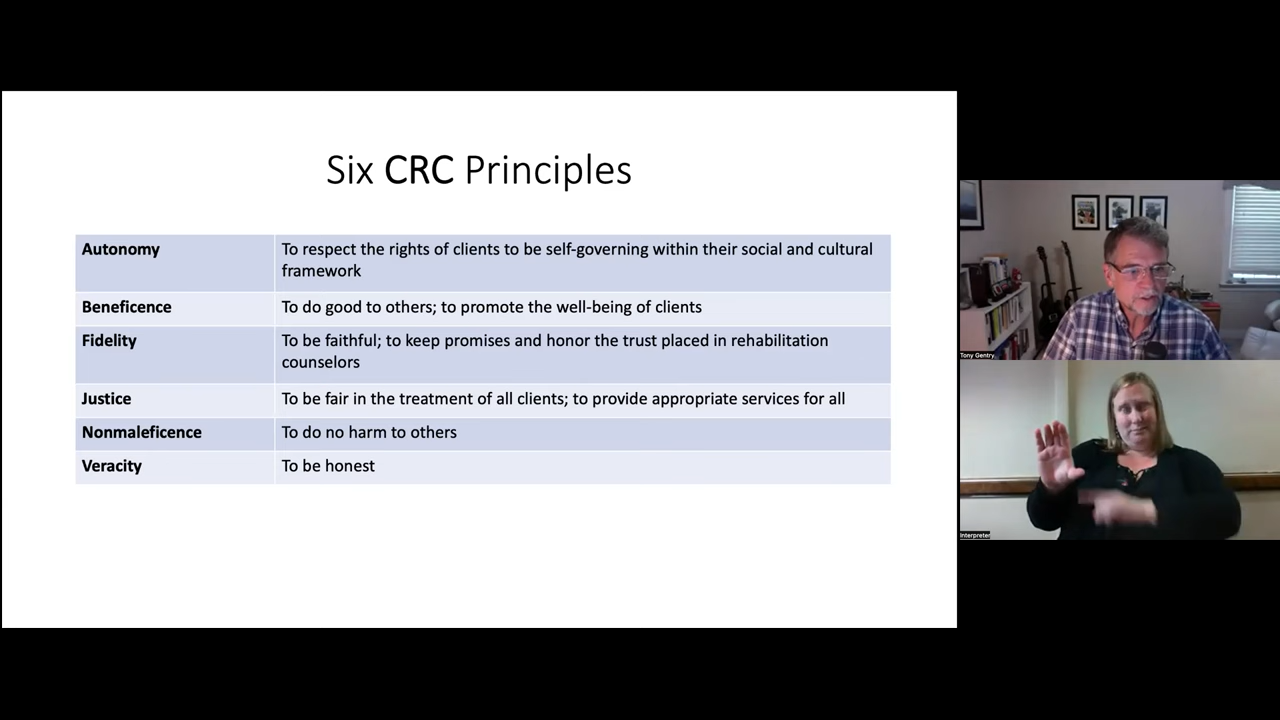 Six CRC Principles
Autonomy
To respect the rights of clients to be self-governing within their social and cultural
framework
Beneficence
To do good to others; to promote the well-being of clients
Fidelity
To be faithful; to keep promises and honor the trust placed in rehabilitation
counselors
Justice
To be fair in the treatment of all clients; to provide appropriate services for all
Nonmaleficence
To do no harm to others
Veracity
To be honest
Tony Gentry
Interpreter